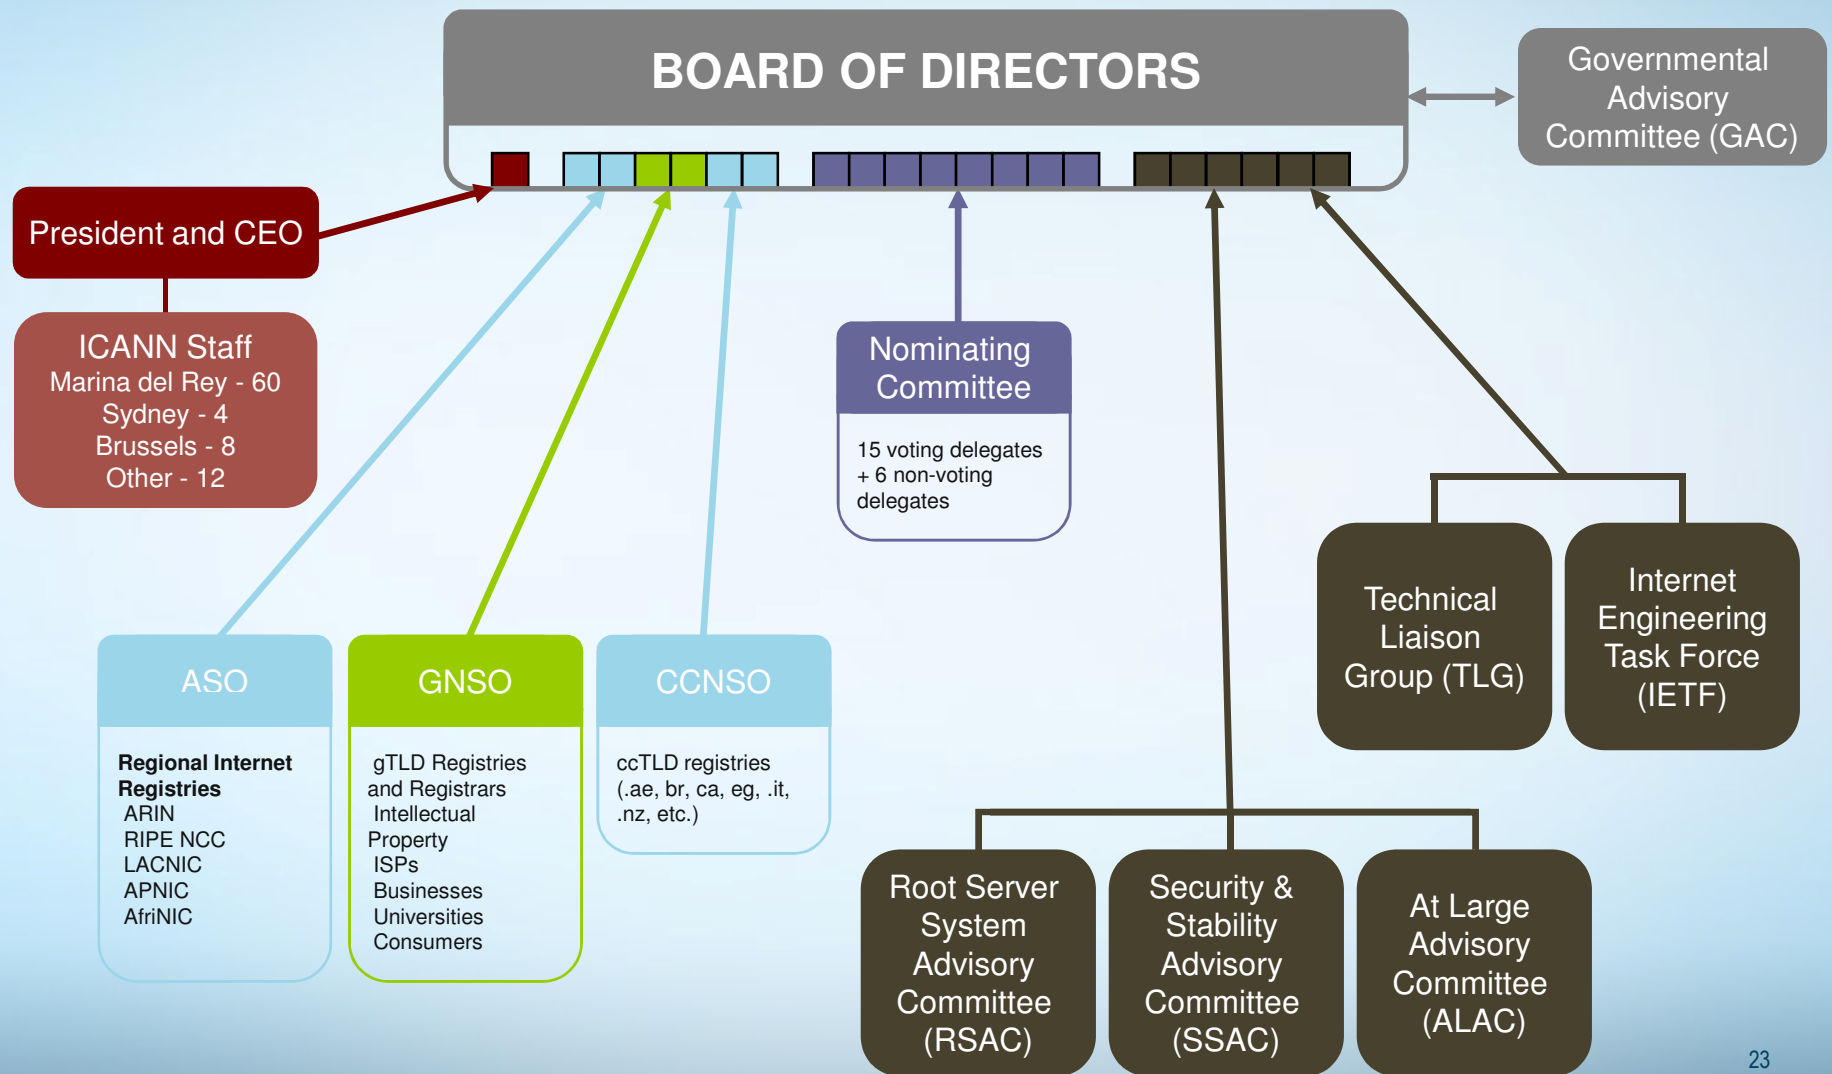 BOARD OF DIRECTORS
Governmental
Advisory
Committee (GAC)
President and CEO
ICANN Staff
Marina del Rey - 60
Sydney - 4
Brussels - 8
Other - 12
Nominating
Committee
15 voting delegates
+ 6 non-voting
delegates
ASO
Regional Internet
Registries
ARIN
RIPE NCC
LACNIC
APNIC
AfriNIC
GNSO
gTLD Registries
and Registrars
Intellectual
Property
ISPs
Businesses
Universities
Consumers
CCNSO
ccTLD registries
(.ae, br, ca, eg, .it,
.nz, etc.)
Technical
Liaison
Group (TLG)
Internet
Engineering
Task Force
(IETF)
Root Server
System
Advisory
Committee
(RSAC)
Security &
Stability
Advisory
Committee
(SSAC)
At Large
Advisory
Committee
(ALAC)
23